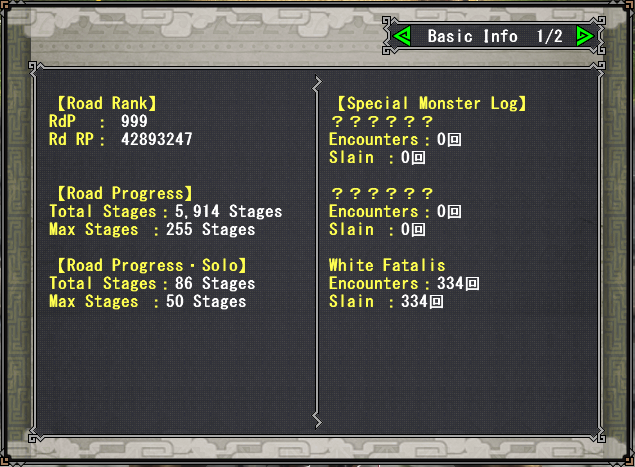 Basic Info 1/2
【Road Rank】
RdP : 999
Rd RP: 42893247
【Road Progress】
Total Stages: 5,914 Stages
Max Stages : 255 Stages
【Road Progress・Solo】
Total Stages: 86 Stages
Max Stages : 50 Stages
【Special Monster Log】
？？？？？？
Encounters: 0回
Slain : 0回
？？？？？？
Encounters: 0回
Slain : 0回
White Fatalis
Encounters: 334回
Slain : 334回